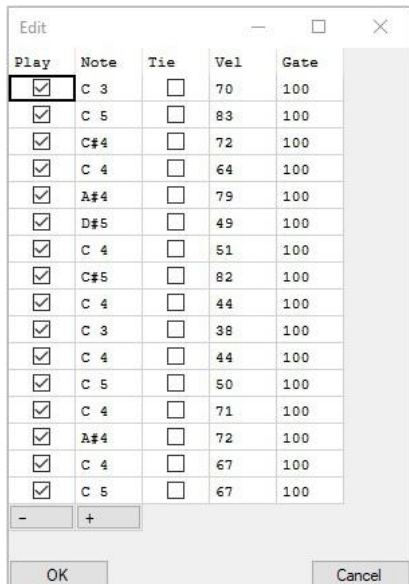 Edit
Play Note Tie Vel Gate
C 3 70 100
C 5 83 100
C#4 72 100
C 4 64 100
A#4 79 100
D#5 49 100
C 4 51 100
C#5 82 100
C 4 44 100
C 3 38 100
C 4 44 100
C 5 50 100
C 4 71 100
A#4 72 100
C 4 67 100
C 5 67 100
- +
OK Cancel